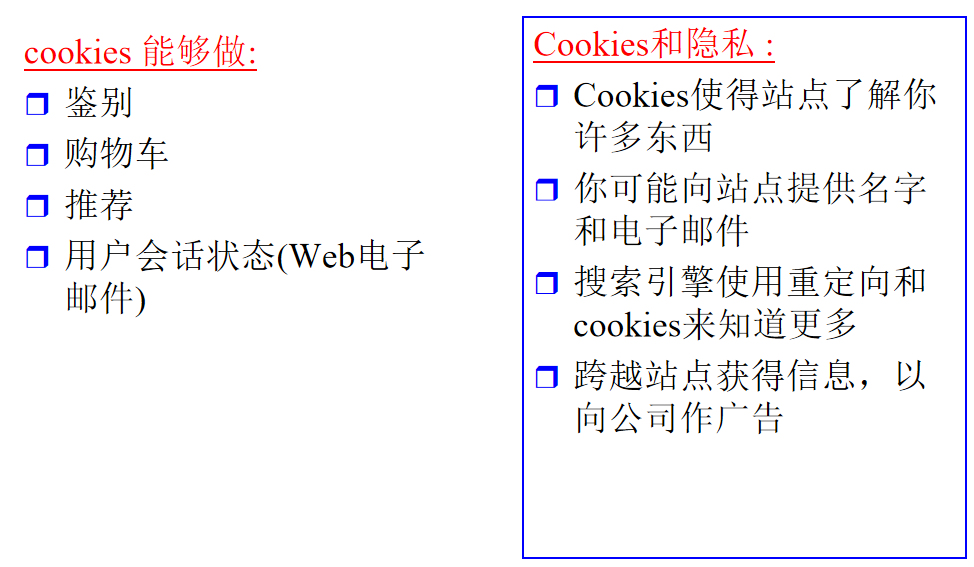 cookies 能够做:
鉴别
购物车
推荐
用户会话状态(Web电子
邮件)
Cookies和隐私 :
Cookies使得站点了解你
许多东西
你可能向站点提供名字
和电子邮件
搜索引擎使用重定向和
cookies来知道更多
跨越站点获得信息，以
向公司作广告